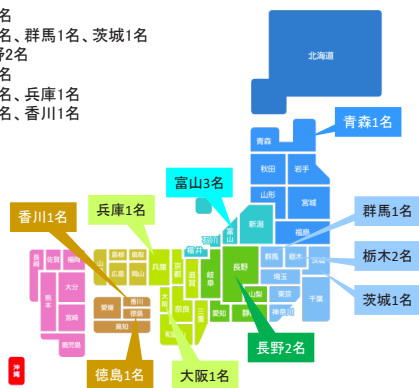 名
名、群馬1名、茨城1名
野2名
名
名、兵庫1名
名、香川1名
北海道
青森1名
青森
秋田
岩手
富山3名
山形
宮城
香川1名
兵庫1名
新潟
群馬1名
富山
福島
石川
福井
栃木2名
長崎
佐賀
福岡
山口
島根
鳥取
兵庫
京都
滋賀
岐阜
長野
群馬
栃木
茨城
広島
岡山
埼玉
大分
熊本
愛媛
香川
徳島
大阪
奈良
三重
山梨
東京
千葉
茨城1名
宮崎
高知
愛知
神奈川
鹿児島
長野2名
沖縄
徳島1名
大阪1名